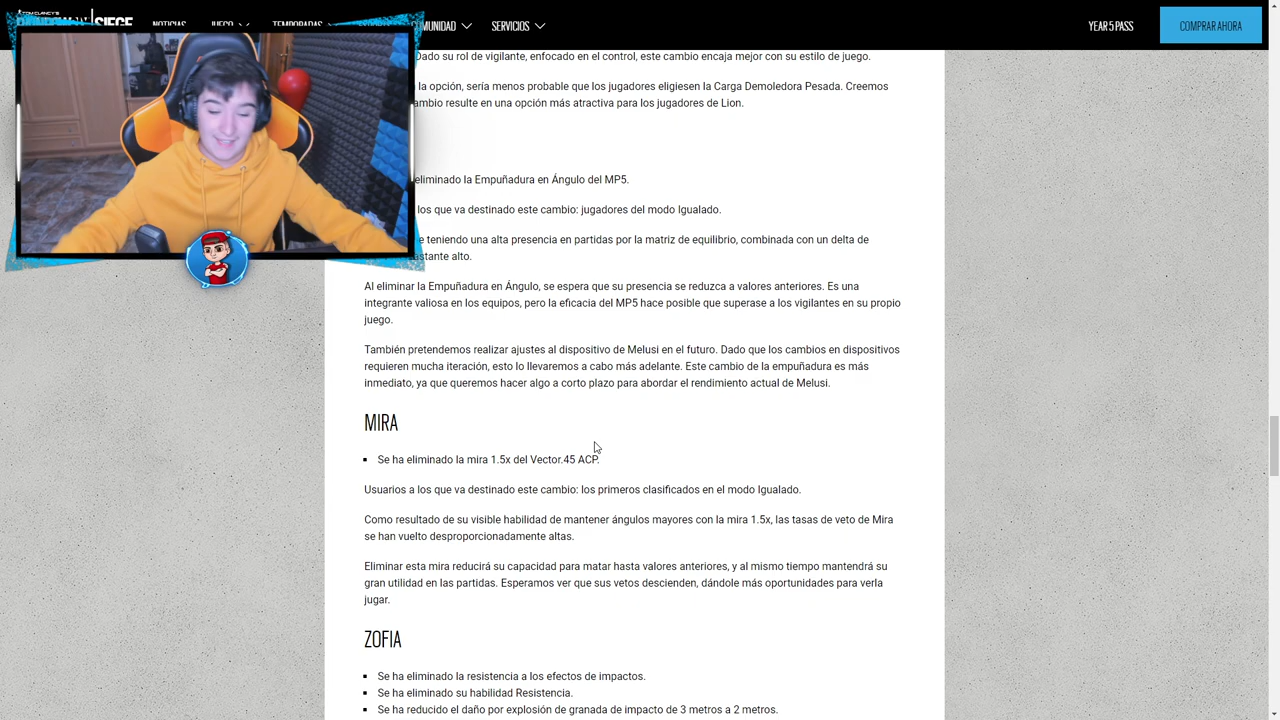 TOM CLANCY'S
SIEGE
NOTICIAS
JUEGO
TEMPORADAS
COMUNIDAD
SERVICIOS
YEAR 5 PASS
COMPRAR AHORA
Dado su rol de vigilante, enfocado en el control, este cambio encaja mejor con su estilo de juego.
la opción, sería menos probable que los jugadores eligiesen la Carga Demoledora Pesada. Creemos
resulte en una opción más atractiva para los jugadores de Lion.
eliminado la Empuñadura en Ángulo del MP5.
los que va destinado este cambio: jugadores del modo Igualado.
teniendo una alta presencia en partidas por la matriz de equilibrio, combinada con un delta de
alto.
Al eliminar la Empuñadura en Ángulo, se espera que su presencia se reduzca a valores anteriores. Es una
integrante valiosa en los equipos, pero la eficacia del MP5 hace posible que superase a los vigilantes en su propio
juego.
También pretendemos realizar ajustes al dispositivo de Melusi en el futuro. Dado que los cambios en dispositivos
requieren mucha iteración, esto lo llevaremos a cabo más adelante. Este cambio de la empuñadura es más
inmediato, ya que queremos hacer algo a corto plazo para abordar el rendimiento actual de Melusi.
MIRA
▪ Se ha eliminado la mira 1.5x del Vector.45 ACP.
Usuarios a los que va destinado este cambio: los primeros clasificados en el modo Igualado.
Como resultado de su visible habilidad de mantener ángulos mayores con la mira 1.5x, las tasas de veto de Mira
se han vuelto desproporcionadamente altas.
Eliminar esta mira reducirá su capacidad para matar hasta valores anteriores, y al mismo tiempo mantendrá su
gran utilidad en las partidas. Esperamos ver que sus vetos descienden, dándole más oportunidades para verla
jugar.
ZOFIA
▪ Se ha eliminado la resistencia a los efectos de impactos.
▪ Se ha eliminado su habilidad Resistencia.
▪ Se ha reducido el daño por explosión de granada de impacto de 3 metros a 2 metros.